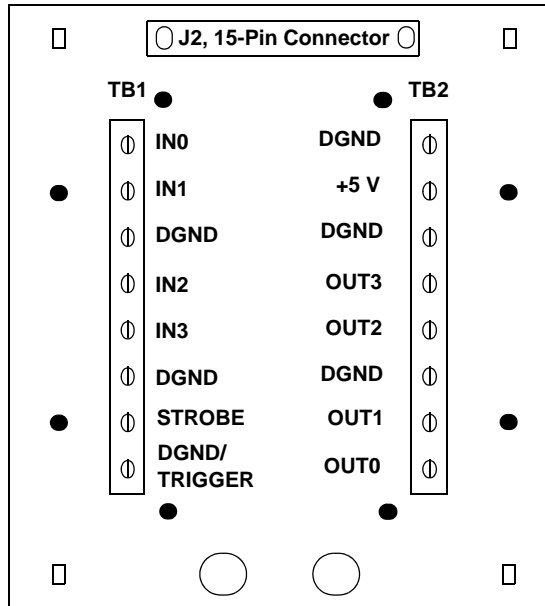 J2, 15-Pin Connector
TB1
TB2
IN0
DGND
IN1
+5 V
DGND
DGND
IN2
OUT3
IN3
OUT2
DGND
DGND
STROBE
OUT1
DGND/
TRIGGER
OUT0